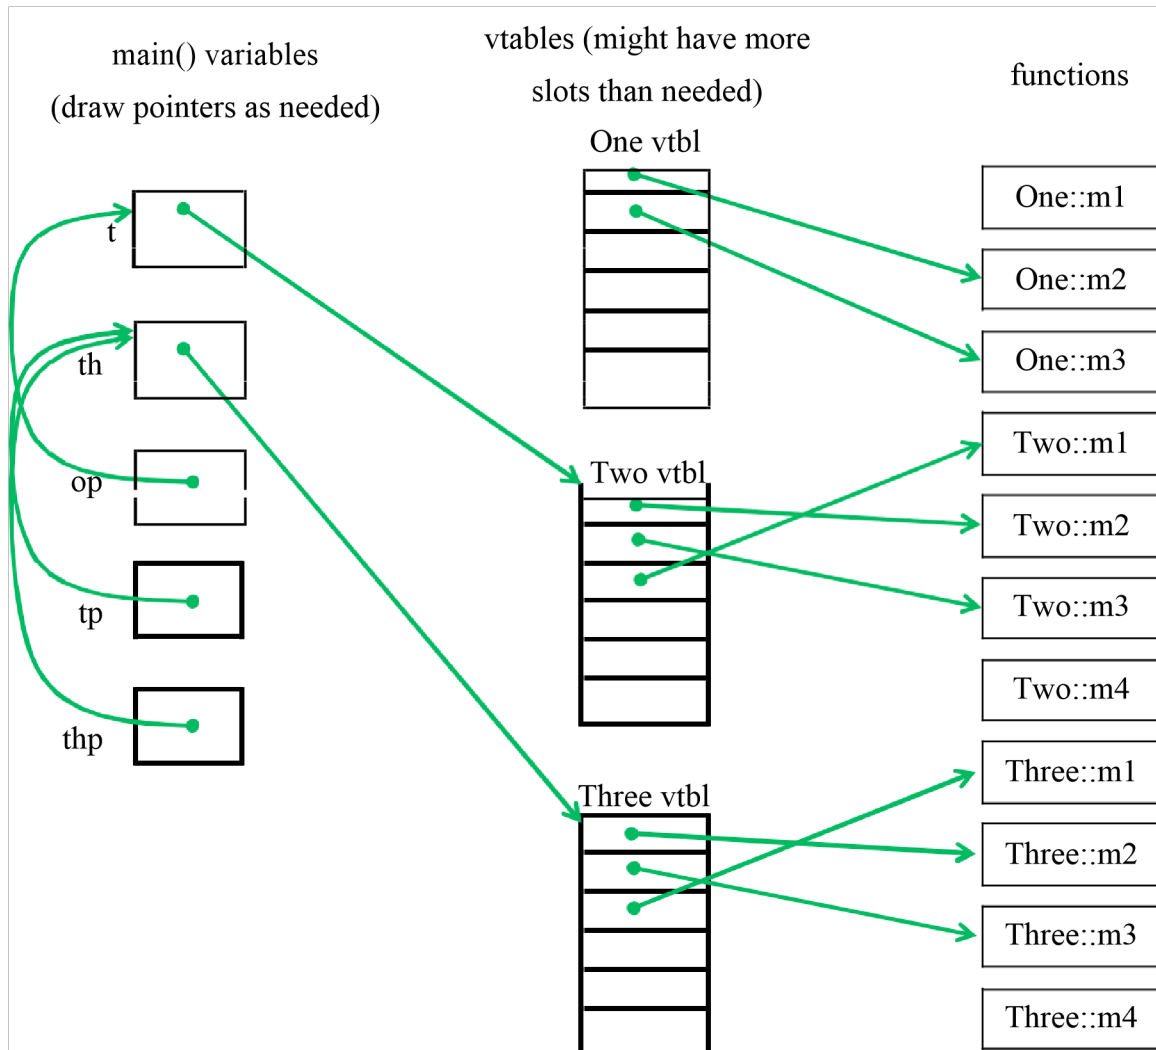 main() variables
(draw pointers as needed)
vtables (might have more
slots than needed)
functions
One vtbl
t
th
op
tp
thp
Two vtbl
Three vtbl
One::m1
One::m2
One::m3
Two::m1
Two::m2
Two::m3
Two::m4
Three::m1
Three::m2
Three::m3
Three::m4